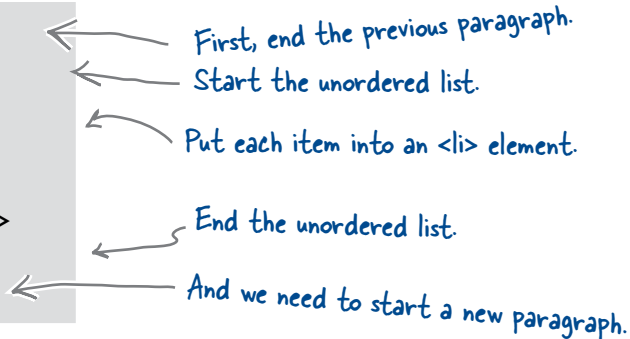 First, end the previous paragraph.
Start the unordered list.
Put each item into an <li> element.
>
End the unordered list.
And we need to start a new paragraph.